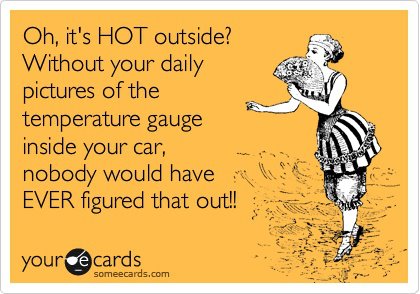 Oh, it's HOT outside?
Without your daily
pictures of the
temperature gauge
inside your car,
nobody would have
EVER figured that out!!
your e cards
someecards.com